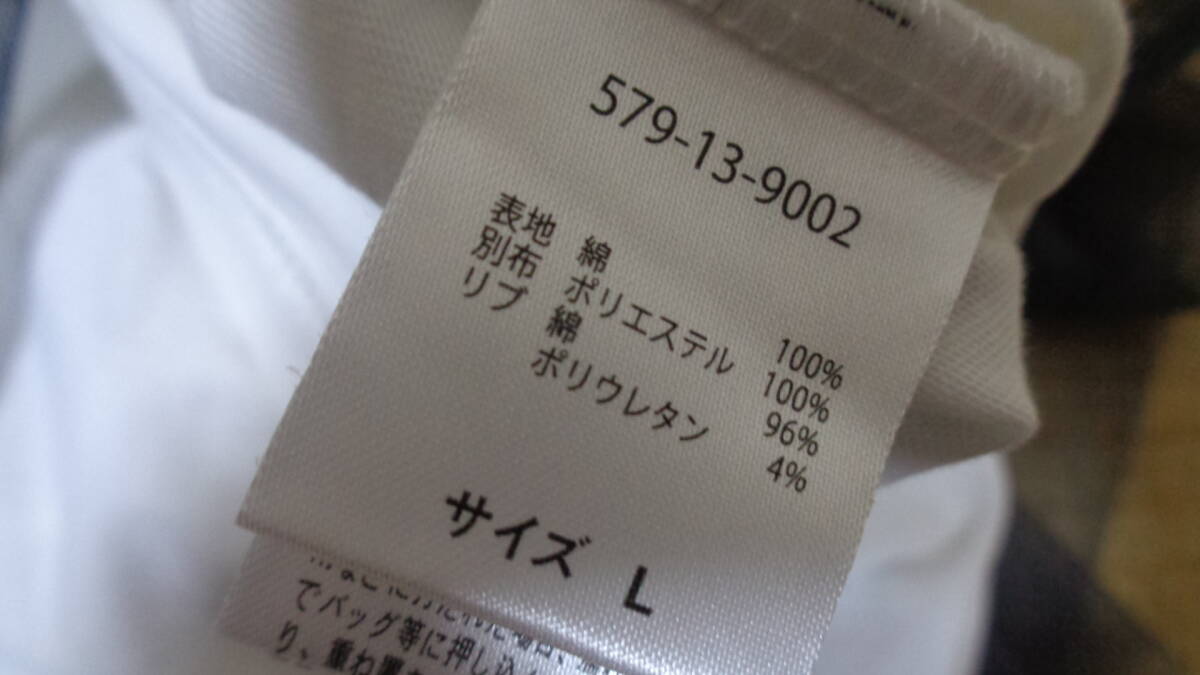 579-13-9002
表地 綿 100%
別布 ポリエステル 100%
リブ 綿 96%
ポリウレタン 4%
サイズ L
でバッグ等に押し込
り、重ね置